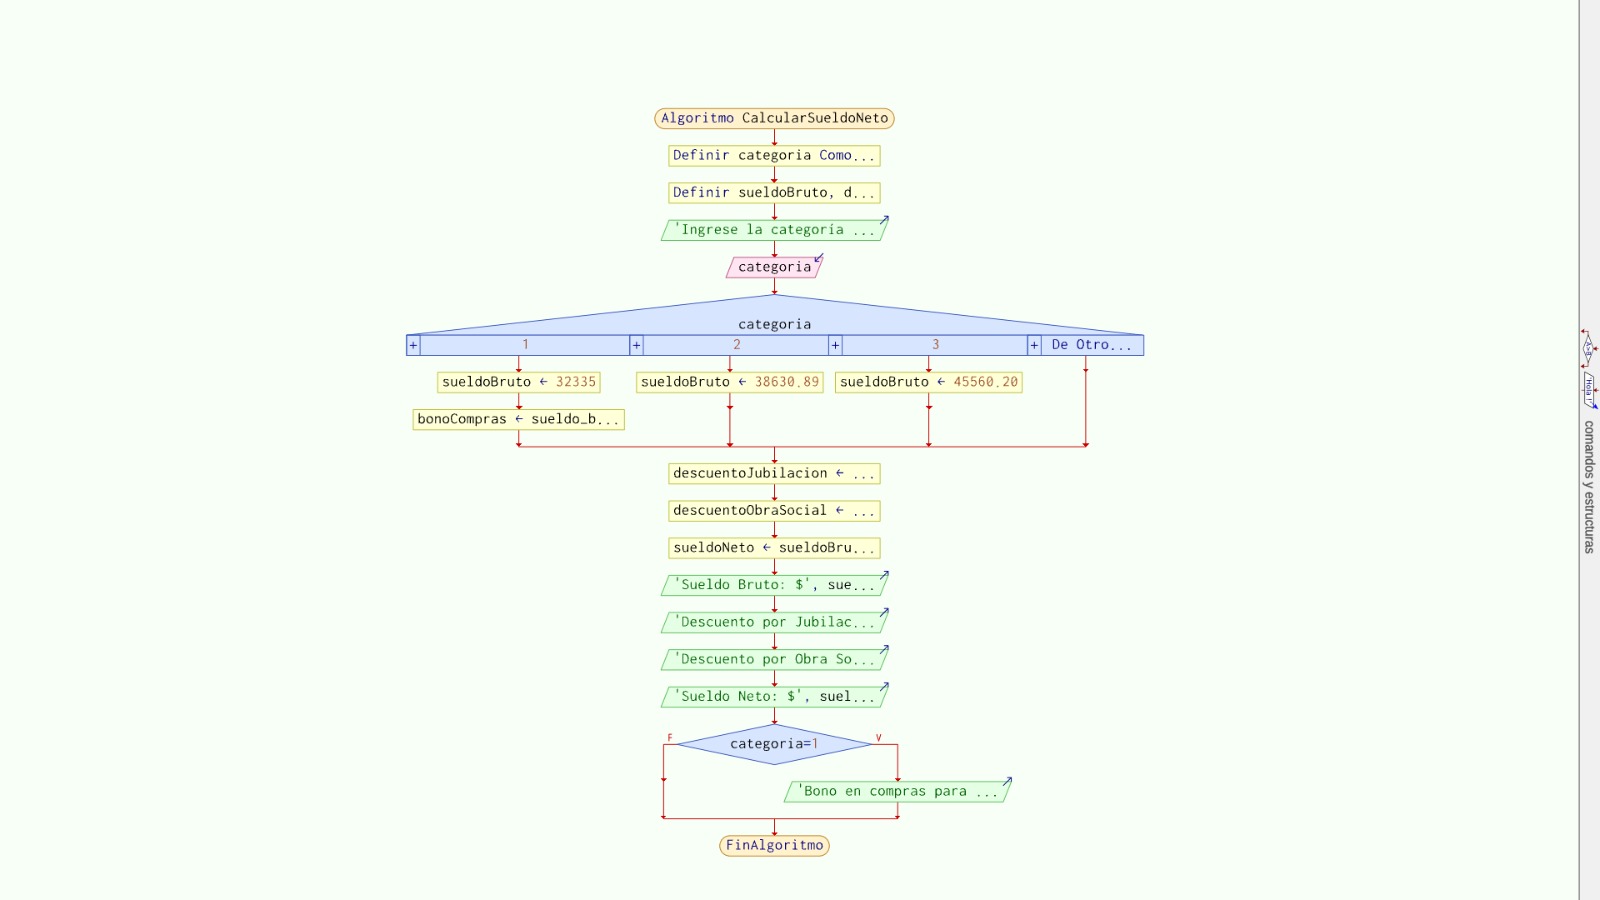 Algoritmo CalcularSueldoNeto
Definir categoria Como...
Definir sueldoBruto, d...
'Ingrese la categoría ...
categoria
categoria
+ 1 + 2 + 3 + De Otro...
sueldoBruto ← 32335
sueldoBruto ← 38630.89
sueldoBruto ← 45560.20
bonoCompras ← sueldo_b...
descuentoJubilacion ← ...
descuentoObraSocial ← ...
sueldoNeto ← sueldoBru...
'Sueldo Bruto: $', sue...
'Descuento por Jubilac...
'Descuento por Obra So...
'Sueldo Neto: $', suel...
F
categoria=1
V
'Bono en compras para ...
FinAlgoritmo
comandos y estructuras